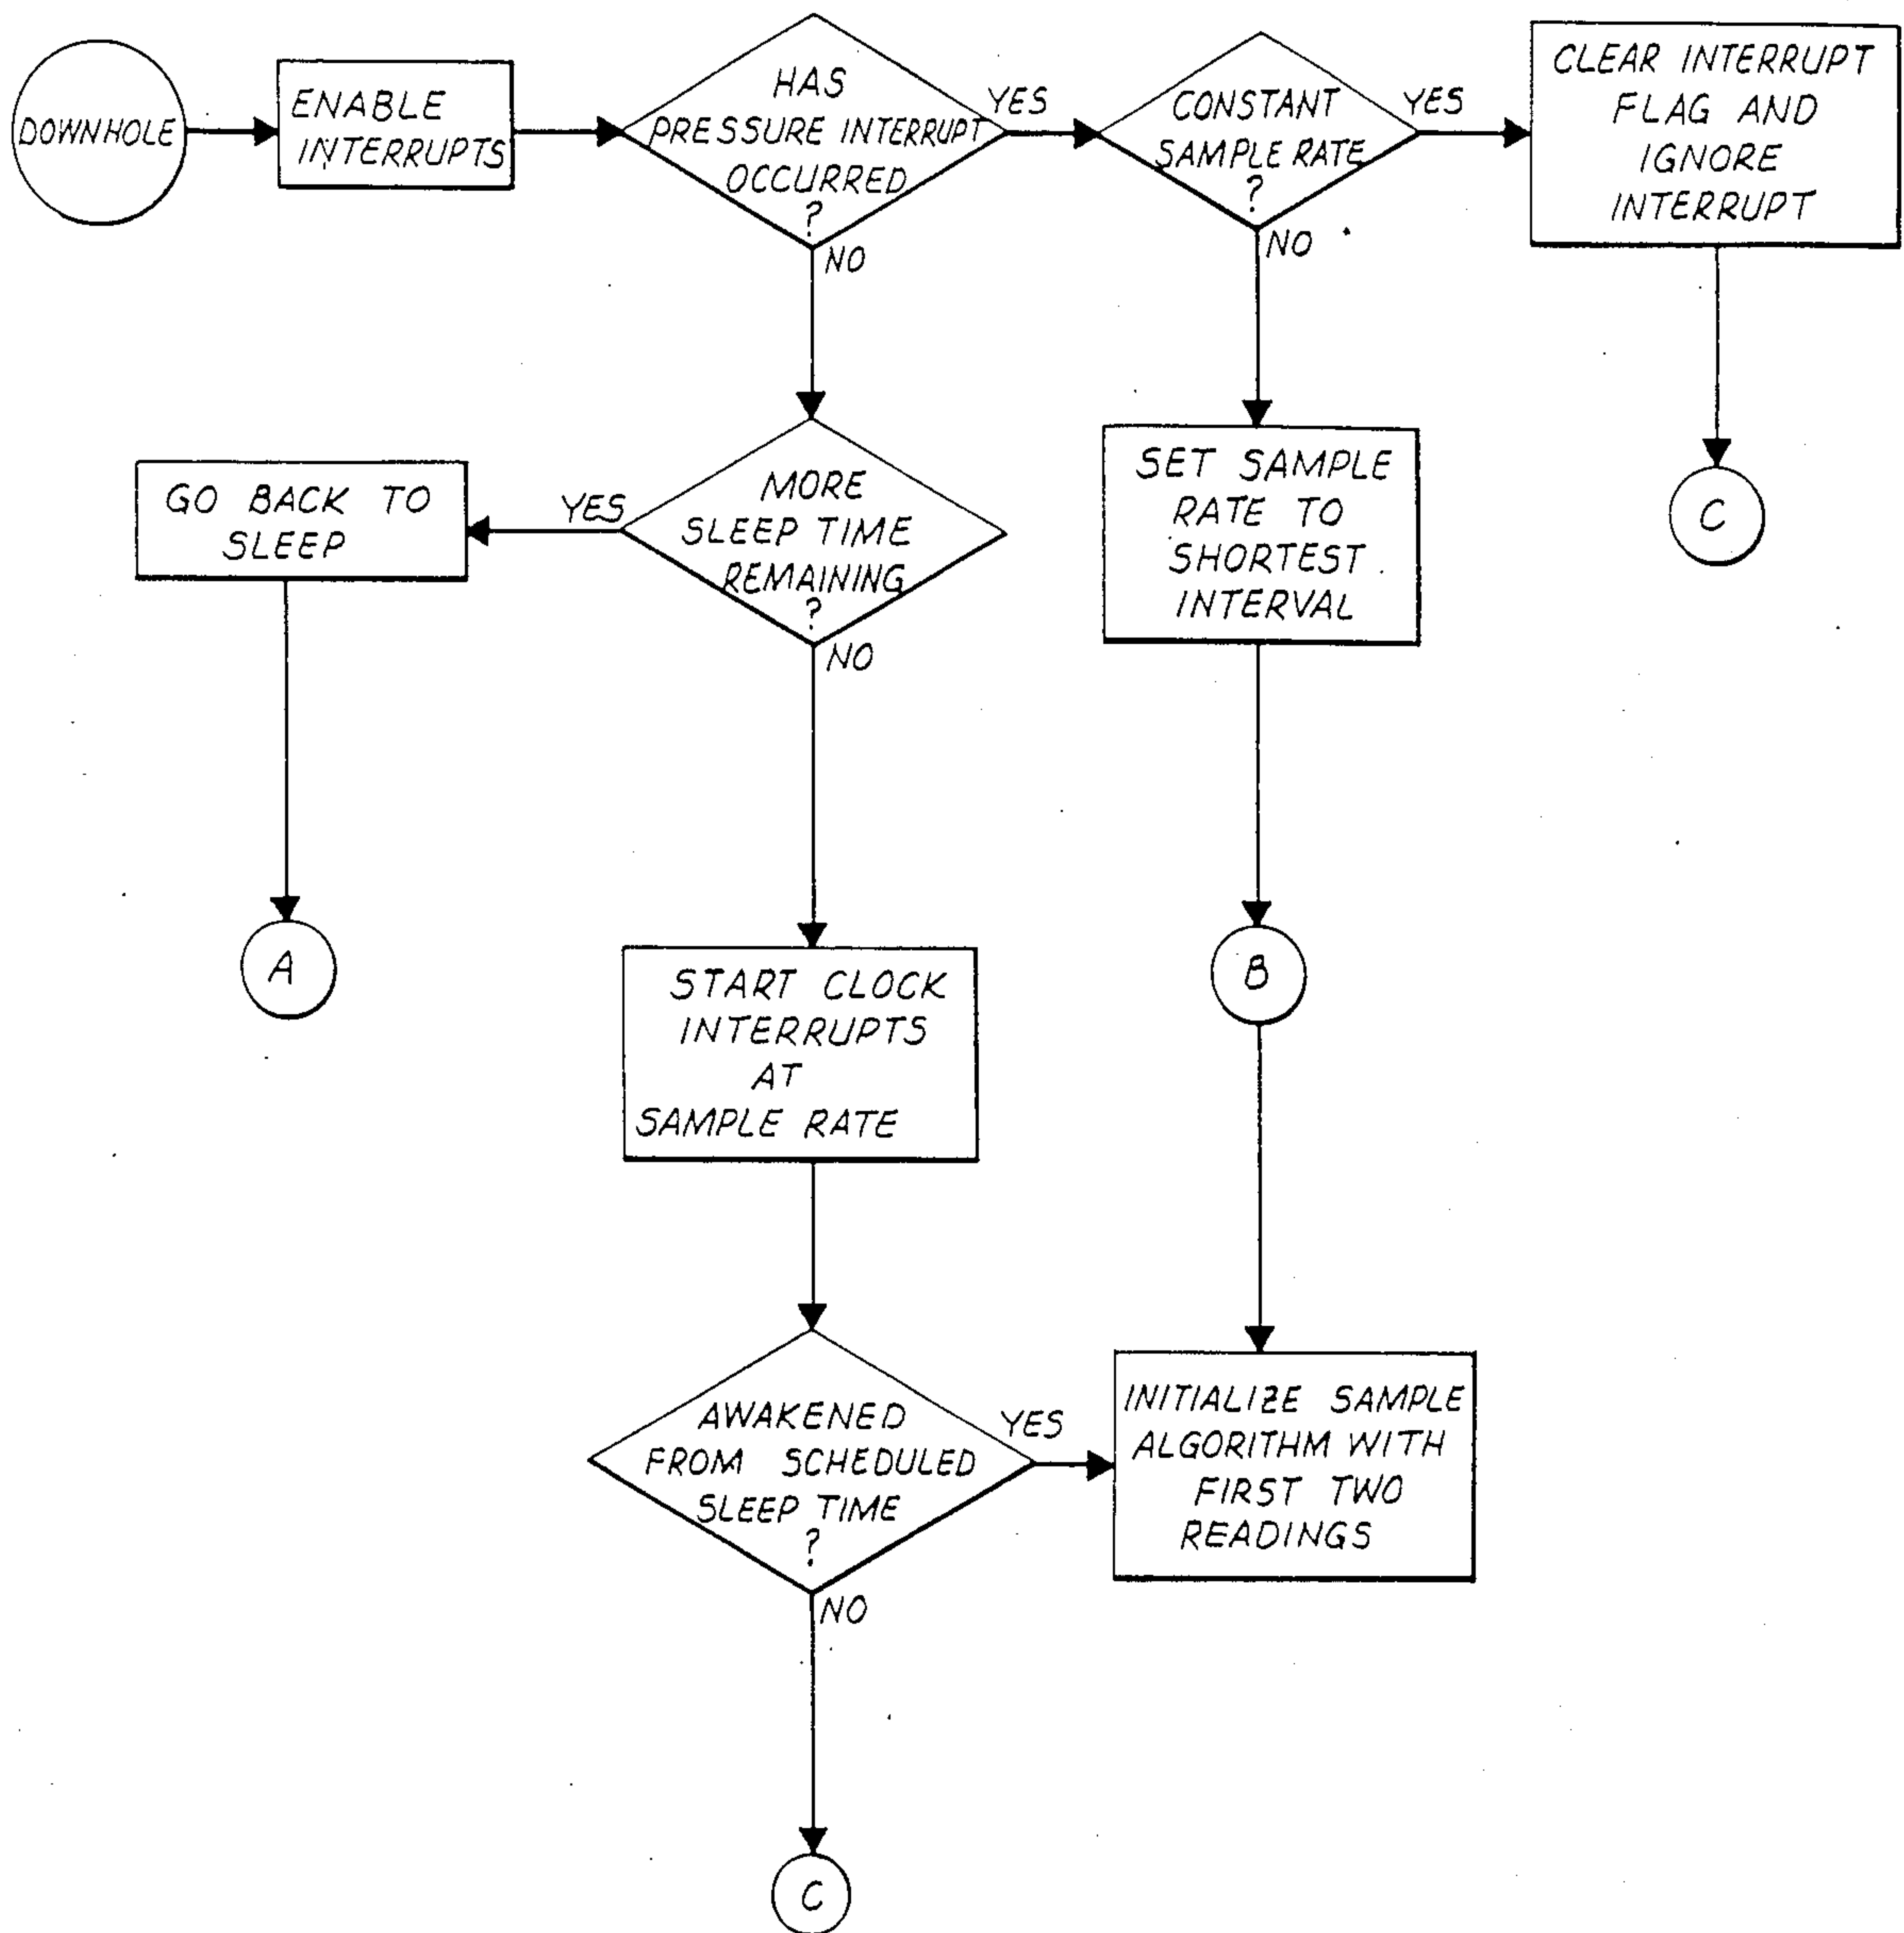 DOWNHOLE
ENABLE
INTERRUPTS
HAS
PRESSURE INTERRUPT
OCCURRED
?
YES
NO
CONSTANT
SAMPLE RATE
?
YES
NO
CLEAR INTERRUPT
FLAG AND
IGNORE
INTERRUPT
C
MORE
SLEEP TIME
REMAINING
?
YES
NO
GO BACK TO
SLEEP
A
SET SAMPLE
RATE TO
SHORTEST
INTERVAL
B
START CLOCK
INTERRUPTS
AT
SAMPLE RATE
AWAKENED
FROM SCHEDULED
SLEEP TIME
?
YES
NO
INITIALIZE SAMPLE
ALGORITHM WITH
FIRST TWO
READINGS
C